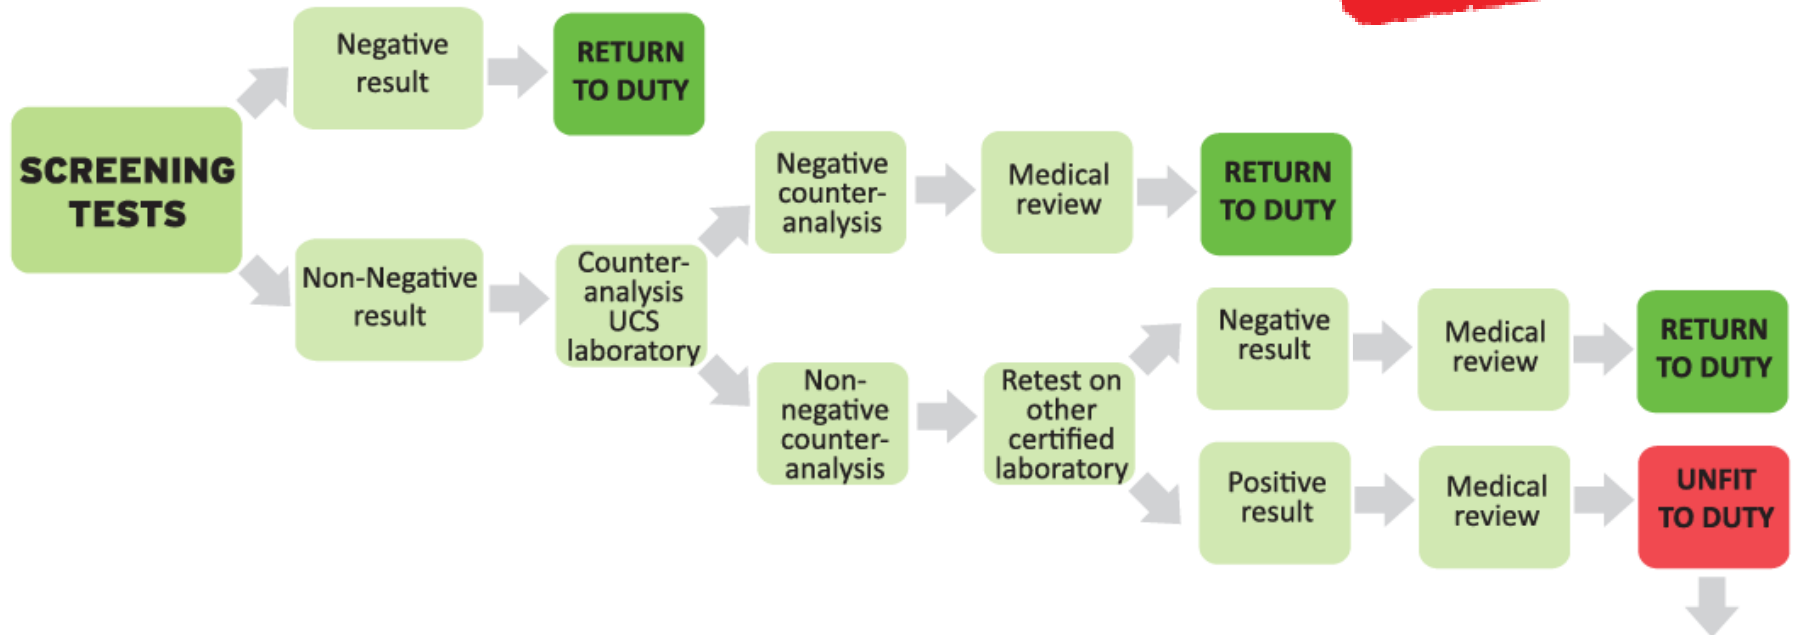 Negative
result
RETURN
TO DUTY
SCREENING
TESTS
Non-Negative
result
Counter-
analysis
UCS
laboratory
Negative
counter-
analysis
Medical
review
RETURN
TO DUTY
Non-
negative
counter-
analysis
Retest on
other
certified
laboratory
Negative
result
Medical
review
RETURN
TO DUTY
Positive
result
Medical
review
UNFIT
TO DUTY